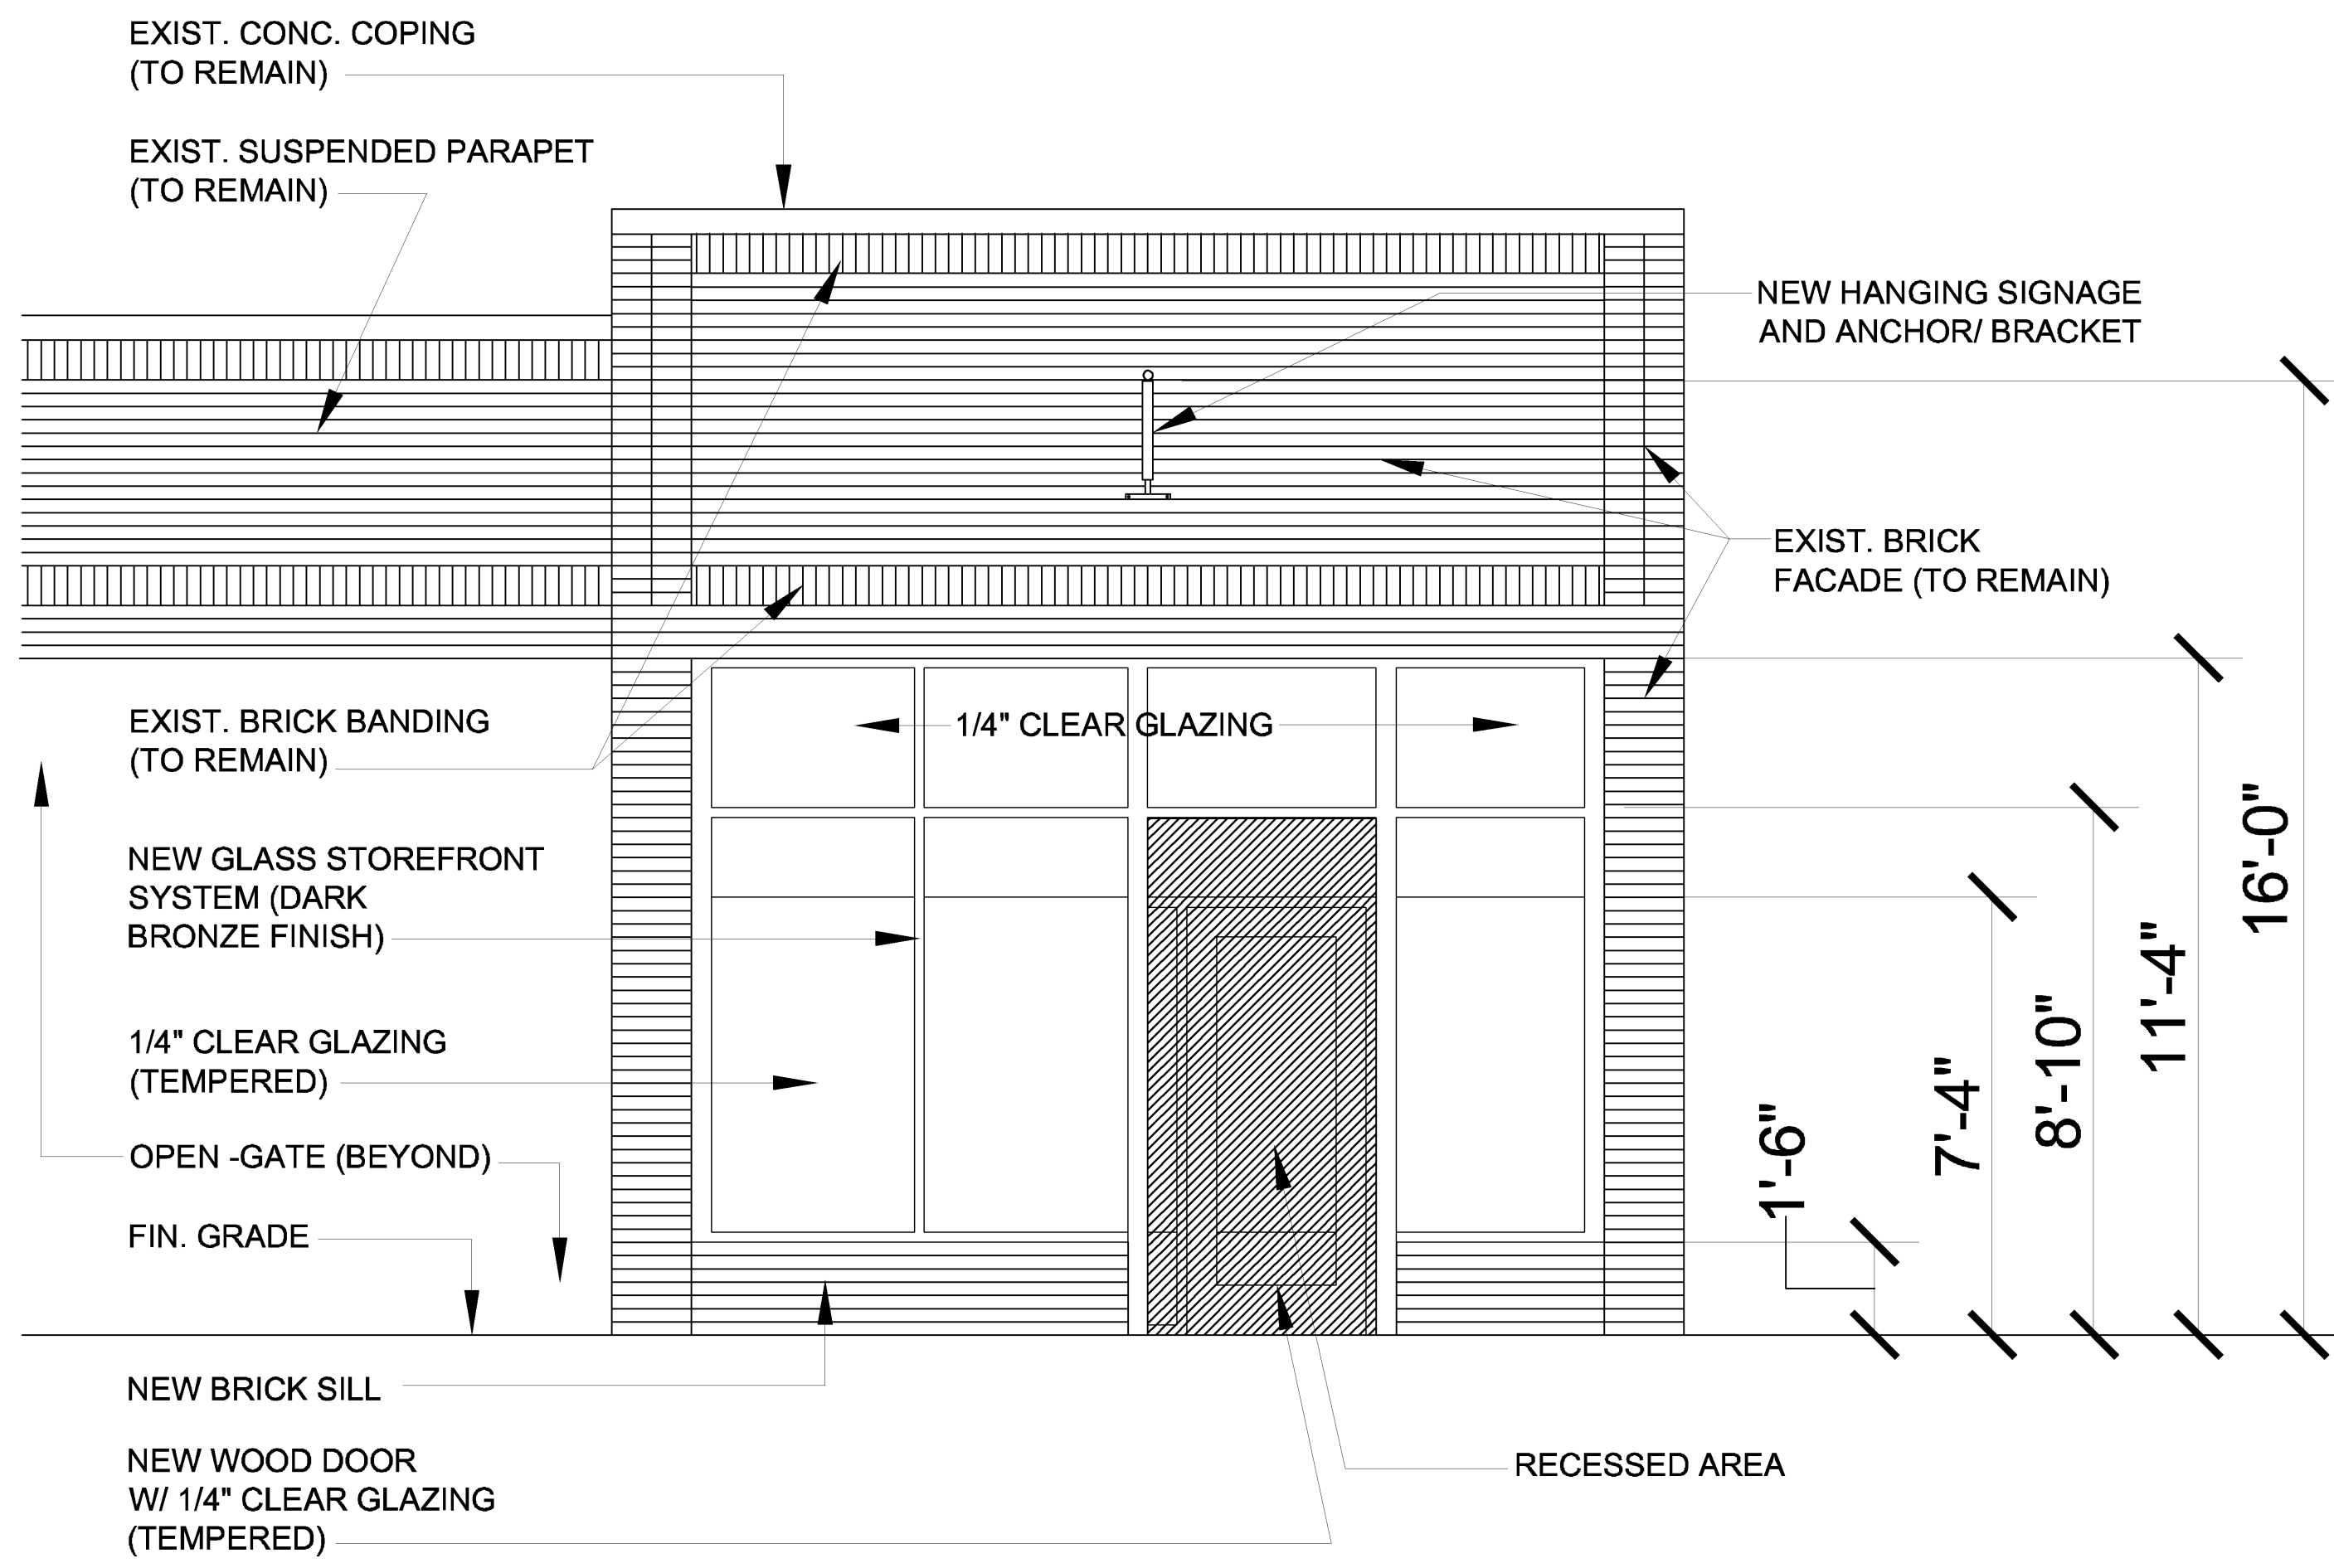 EXIST. CONC. COPING
(TO REMAIN)
EXIST. SUSPENDED PARAPET
(TO REMAIN)
NEW HANGING SIGNAGE
AND ANCHOR/ BRACKET
EXIST. BRICK
FACADE (TO REMAIN)
EXIST. BRICK BANDING
(TO REMAIN)
1/4" CLEAR GLAZING
NEW GLASS STOREFRONT
SYSTEM (DARK
BRONZE FINISH)
1/4" CLEAR GLAZING
(TEMPERED)
OPEN -GATE (BEYOND)
FIN. GRADE
1'-6"
7'-4"
8'-10"
11'-4"
16'-0"
NEW BRICK SILL
NEW WOOD DOOR
W/ 1/4" CLEAR GLAZING
(TEMPERED)
RECESSED AREA